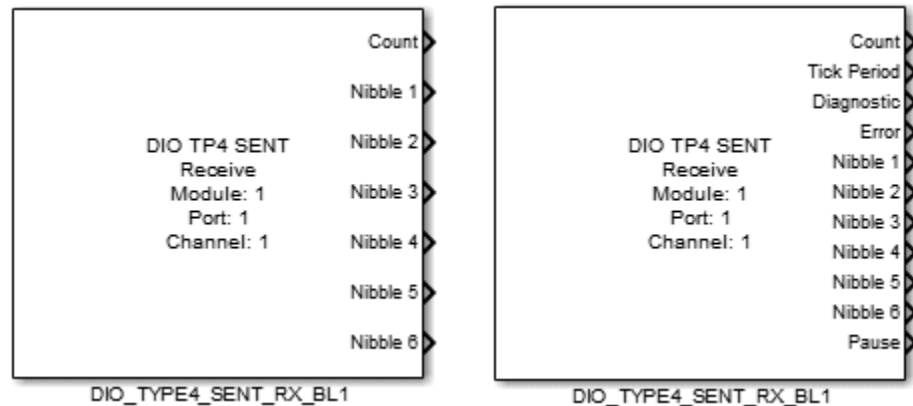 DIO TP4 SENT
Receive
Module: 1
Port: 1
Channel: 1
Count
Nibble 1
Nibble 2
Nibble 3
Nibble 4
Nibble 5
Nibble 6
DIO_TYPE4_SENT_RX_BL1
DIO TP4 SENT
Receive
Module: 1
Port: 1
Channel: 1
Count
Tick Period
Diagnostic
Error
Nibble 1
Nibble 2
Nibble 3
Nibble 4
Nibble 5
Nibble 6
Pause
DIO_TYPE4_SENT_RX_BL1